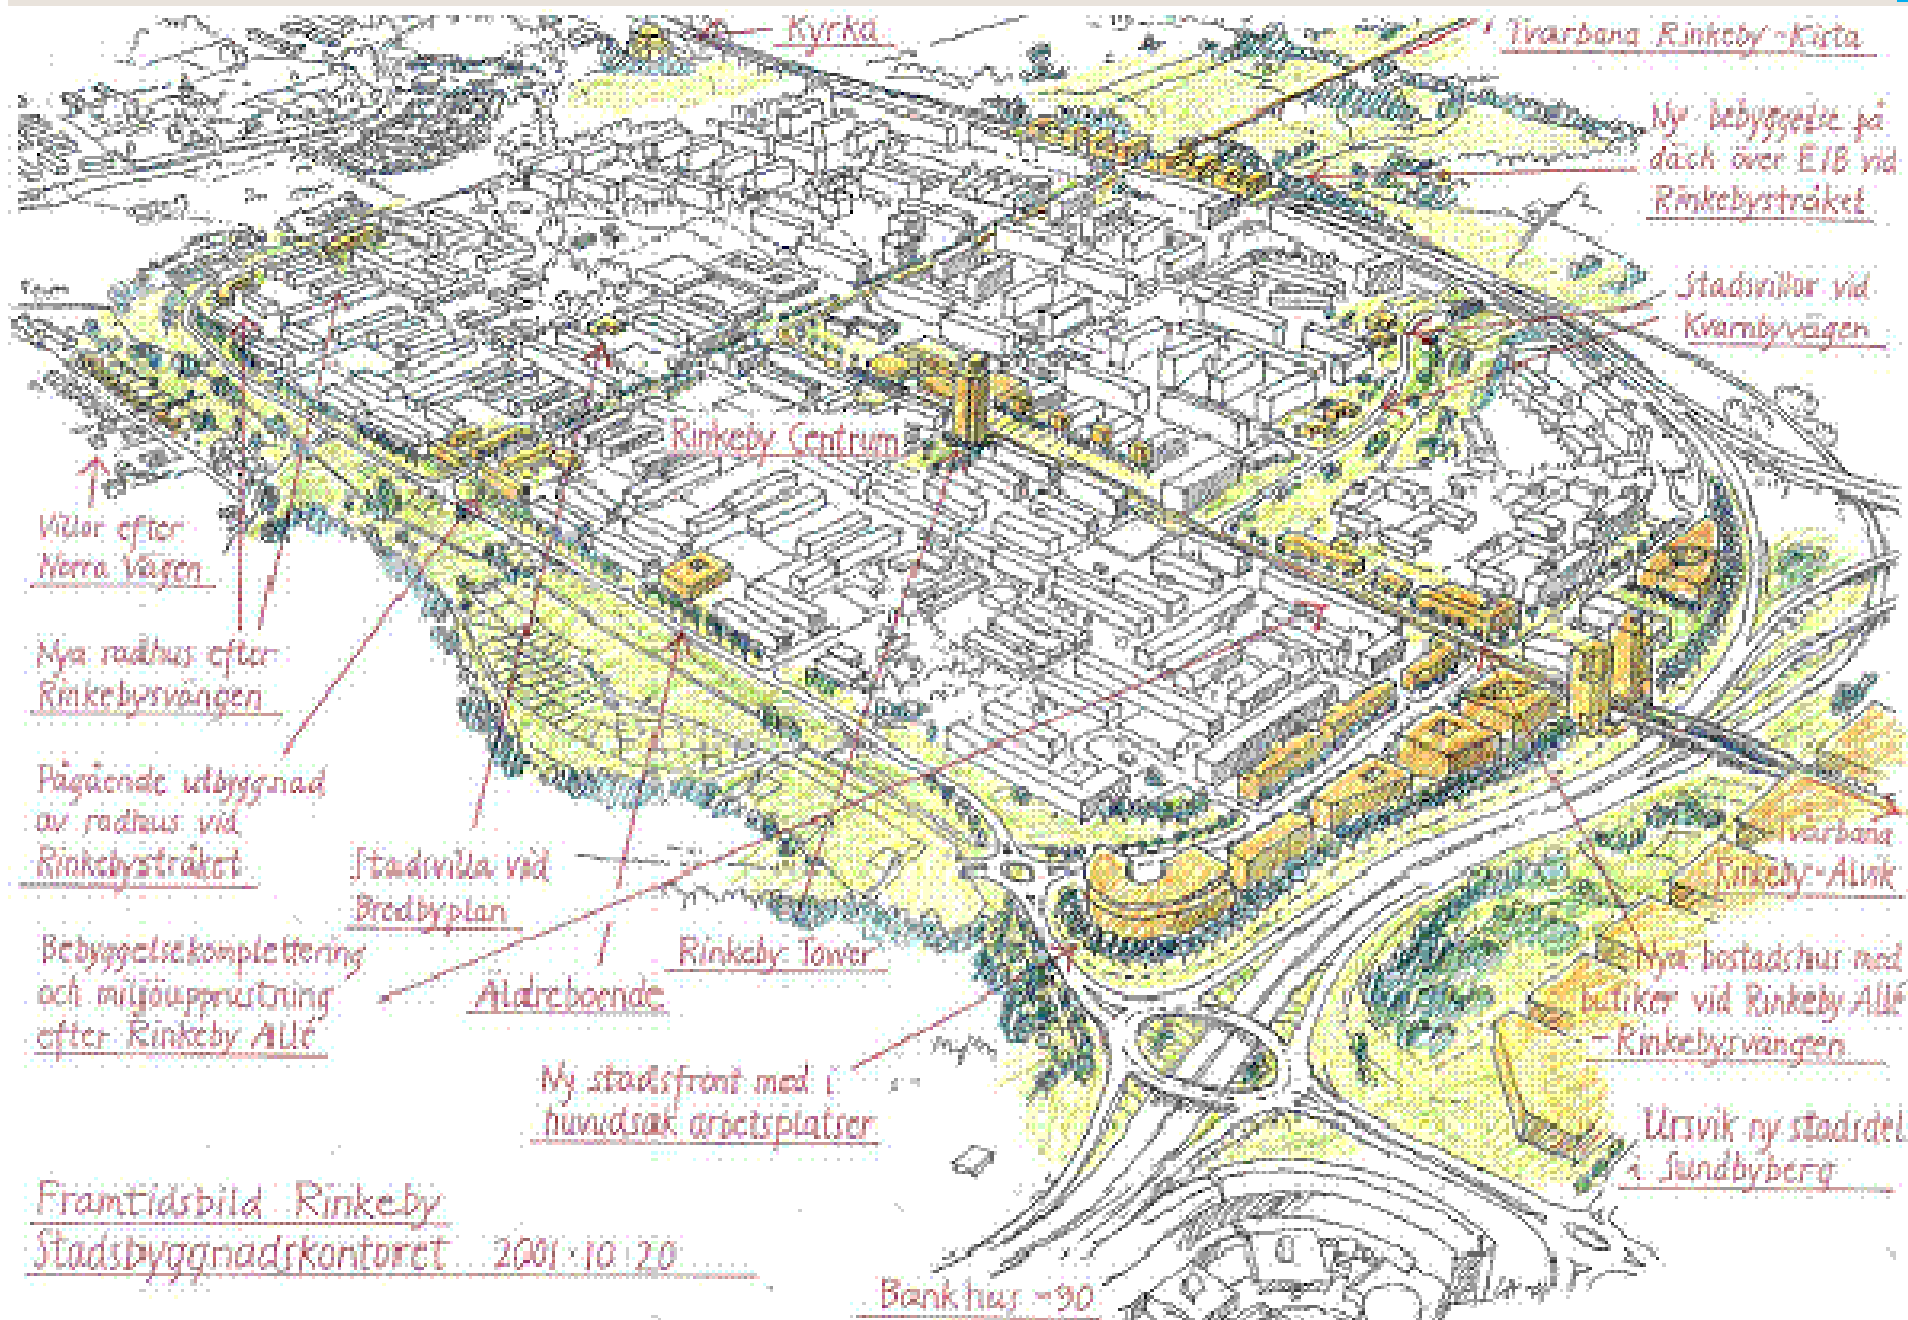 Kyrka
Tvärbana Rinkeby-Kista
Ny bebyggelse på
däck över E18 vid
Rinkebystråket
Stadsvillor vid
Kvarnbyvägen
Rinkeby Centrum
Villor efter
Norra Vägen
Nya radhus efter
Rinkebysvängen
Pågående utbyggnad
av radhus vid
Rinkebystråket
Stadsvilla vid
Bredbyplan
Bebyggelsekomplettering
och miljöupprustning
efter Rinkeby Allé
Äldreboende
Rinkeby Tower
Ny stadsfront med i
huvudsak arbetsplatser
Tvärbana
Rinkeby-Alvik
Nya bostadshus med
butiker vid Rinkeby Allé
-Rinkebysvängen
Ursvik ny stadsdel
i Sundbyberg
Framtidsbild Rinkeby
Stadsbyggnadskontoret 2001.10.20
Bankhus -90